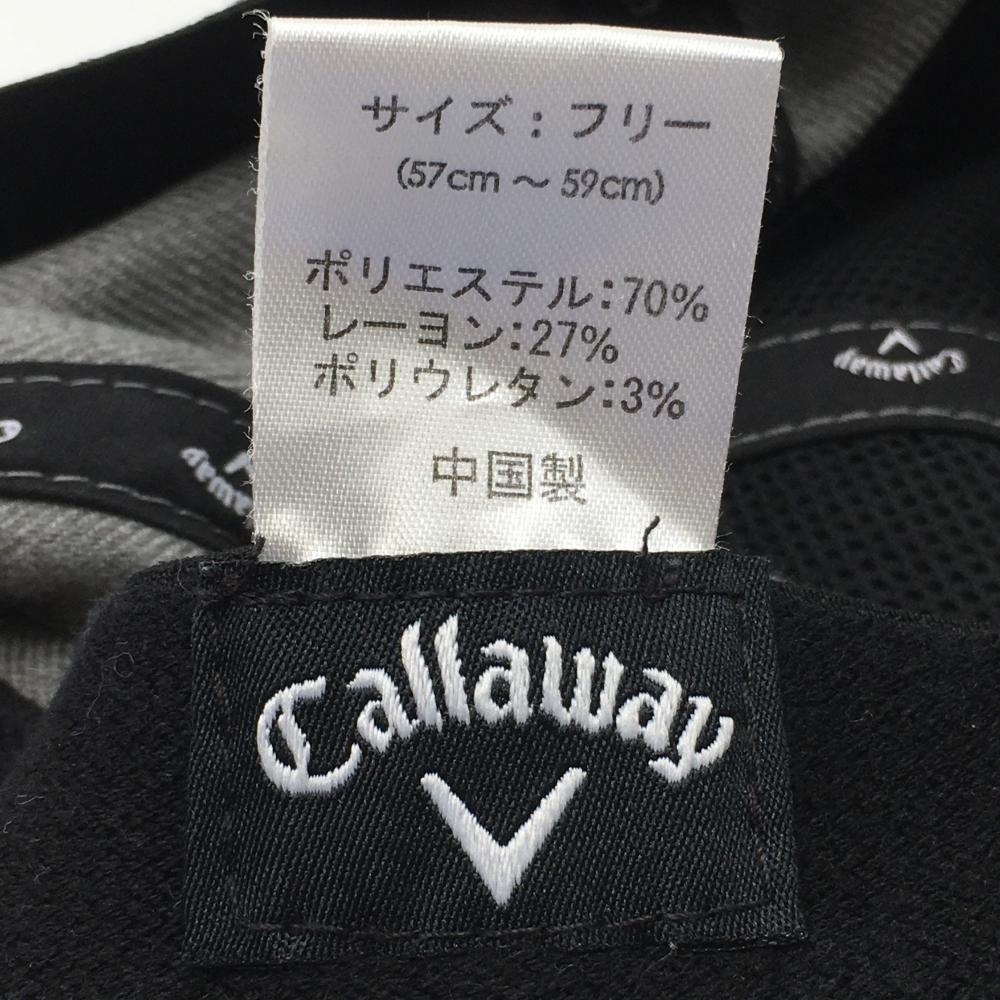 サイズ：フリー
(57cm ～ 59cm)
ポリエステル:70%
レーヨン:27%
ポリウレタン:3%
中国製
Callaway
Callaway